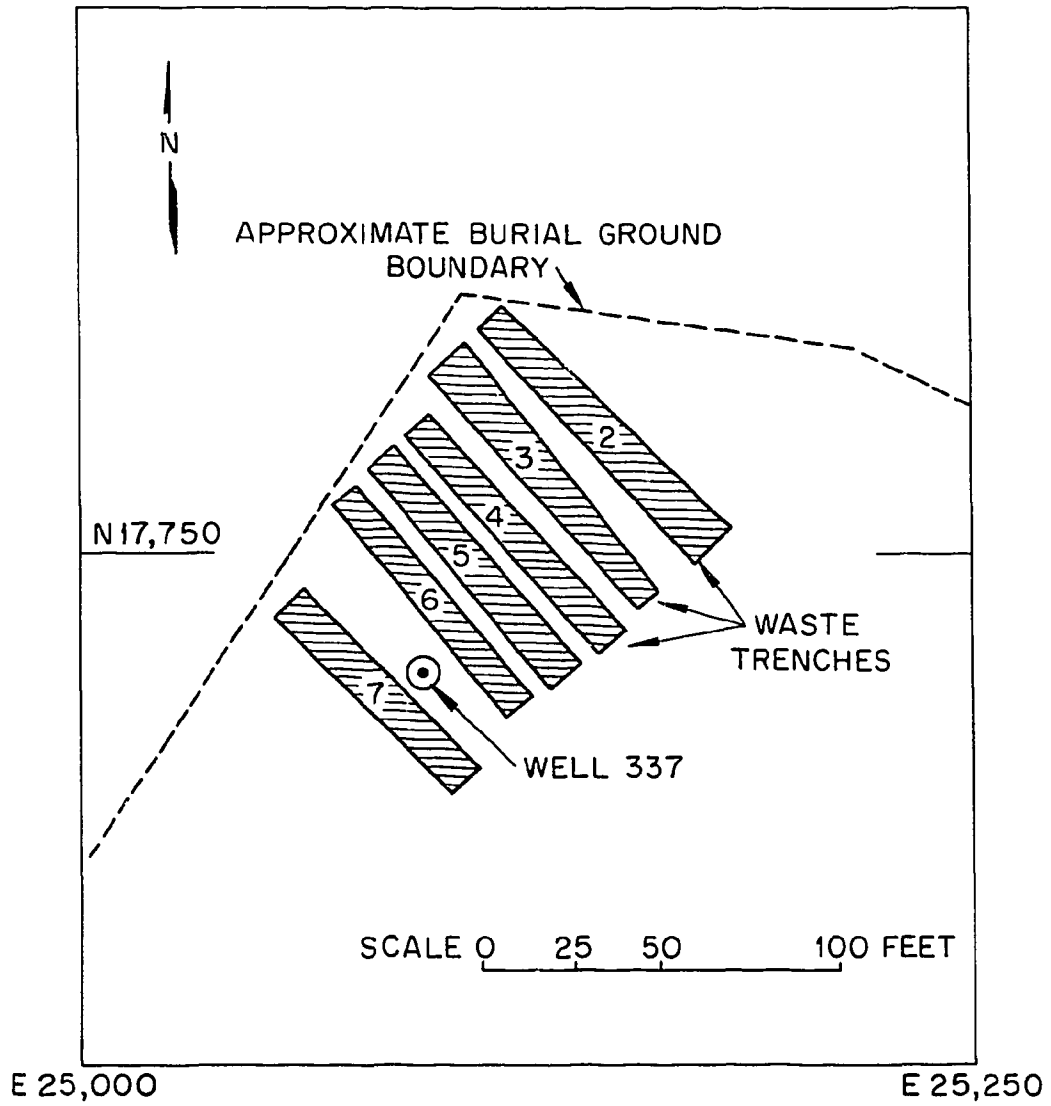 N
APPROXIMATE BURIAL GROUND
BOUNDARY
2
3
4
N 17,750
5
6
WASTE
TRENCHES
7
WELL 337
SCALE 0 25 50 100 FEET
E 25,000 E 25,250